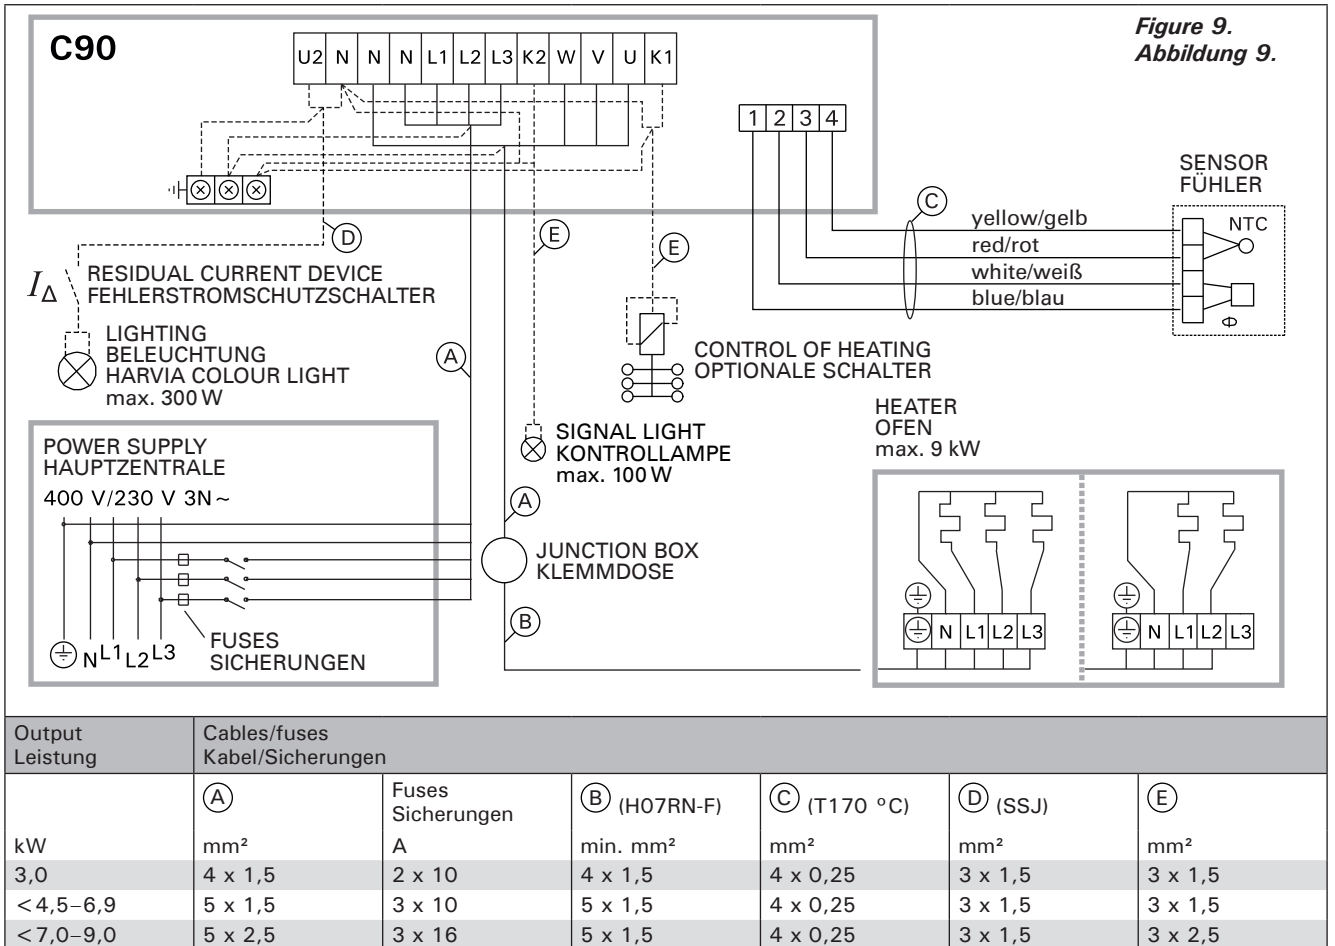 C90
Figure 9.
Abbildung 9.
U2 N N N L1 L2 L3 K2 W V U K1
1 2 3 4
SENSOR
FÜHLER
NTC
C
yellow/gelb
red/rot
white/weiß
blue/blau
D
E
E
I∆
RESIDUAL CURRENT DEVICE
FEHLERSTROMSCHUTZSCHALTER
LIGHTING
BELEUCHTUNG
HARVIA COLOUR LIGHT
max. 300 W
A
CONTROL OF HEATING
OPTIONALE SCHALTER
SIGNAL LIGHT
KONTROLLAMPE
max. 100 W
HEATER
OFEN
max. 9 kW
POWER SUPPLY
HAUPTZENTRALE
400 V/230 V 3N~
A
JUNCTION BOX
KLEMMDOSE
B
FUSES
SICHERUNGEN
N L1 L2 L3
N L1 L2 L3
N L1 L2 L3
Output
Leistung
Cables/fuses
Kabel/Sicherungen
A
Fuses
Sicherungen
B (H07RN-F)
C (T170 °C)
D (SSJ)
E
kW mm² A min. mm² mm² mm² mm²
3,0 4 x 1,5 2 x 10 4 x 1,5 4 x 0,25 3 x 1,5 3 x 1,5
<4,5–6,9 5 x 1,5 3 x 10 5 x 1,5 4 x 0,25 3 x 1,5 3 x 1,5
<7,0–9,0 5 x 2,5 3 x 16 5 x 1,5 4 x 0,25 3 x 1,5 3 x 2,5